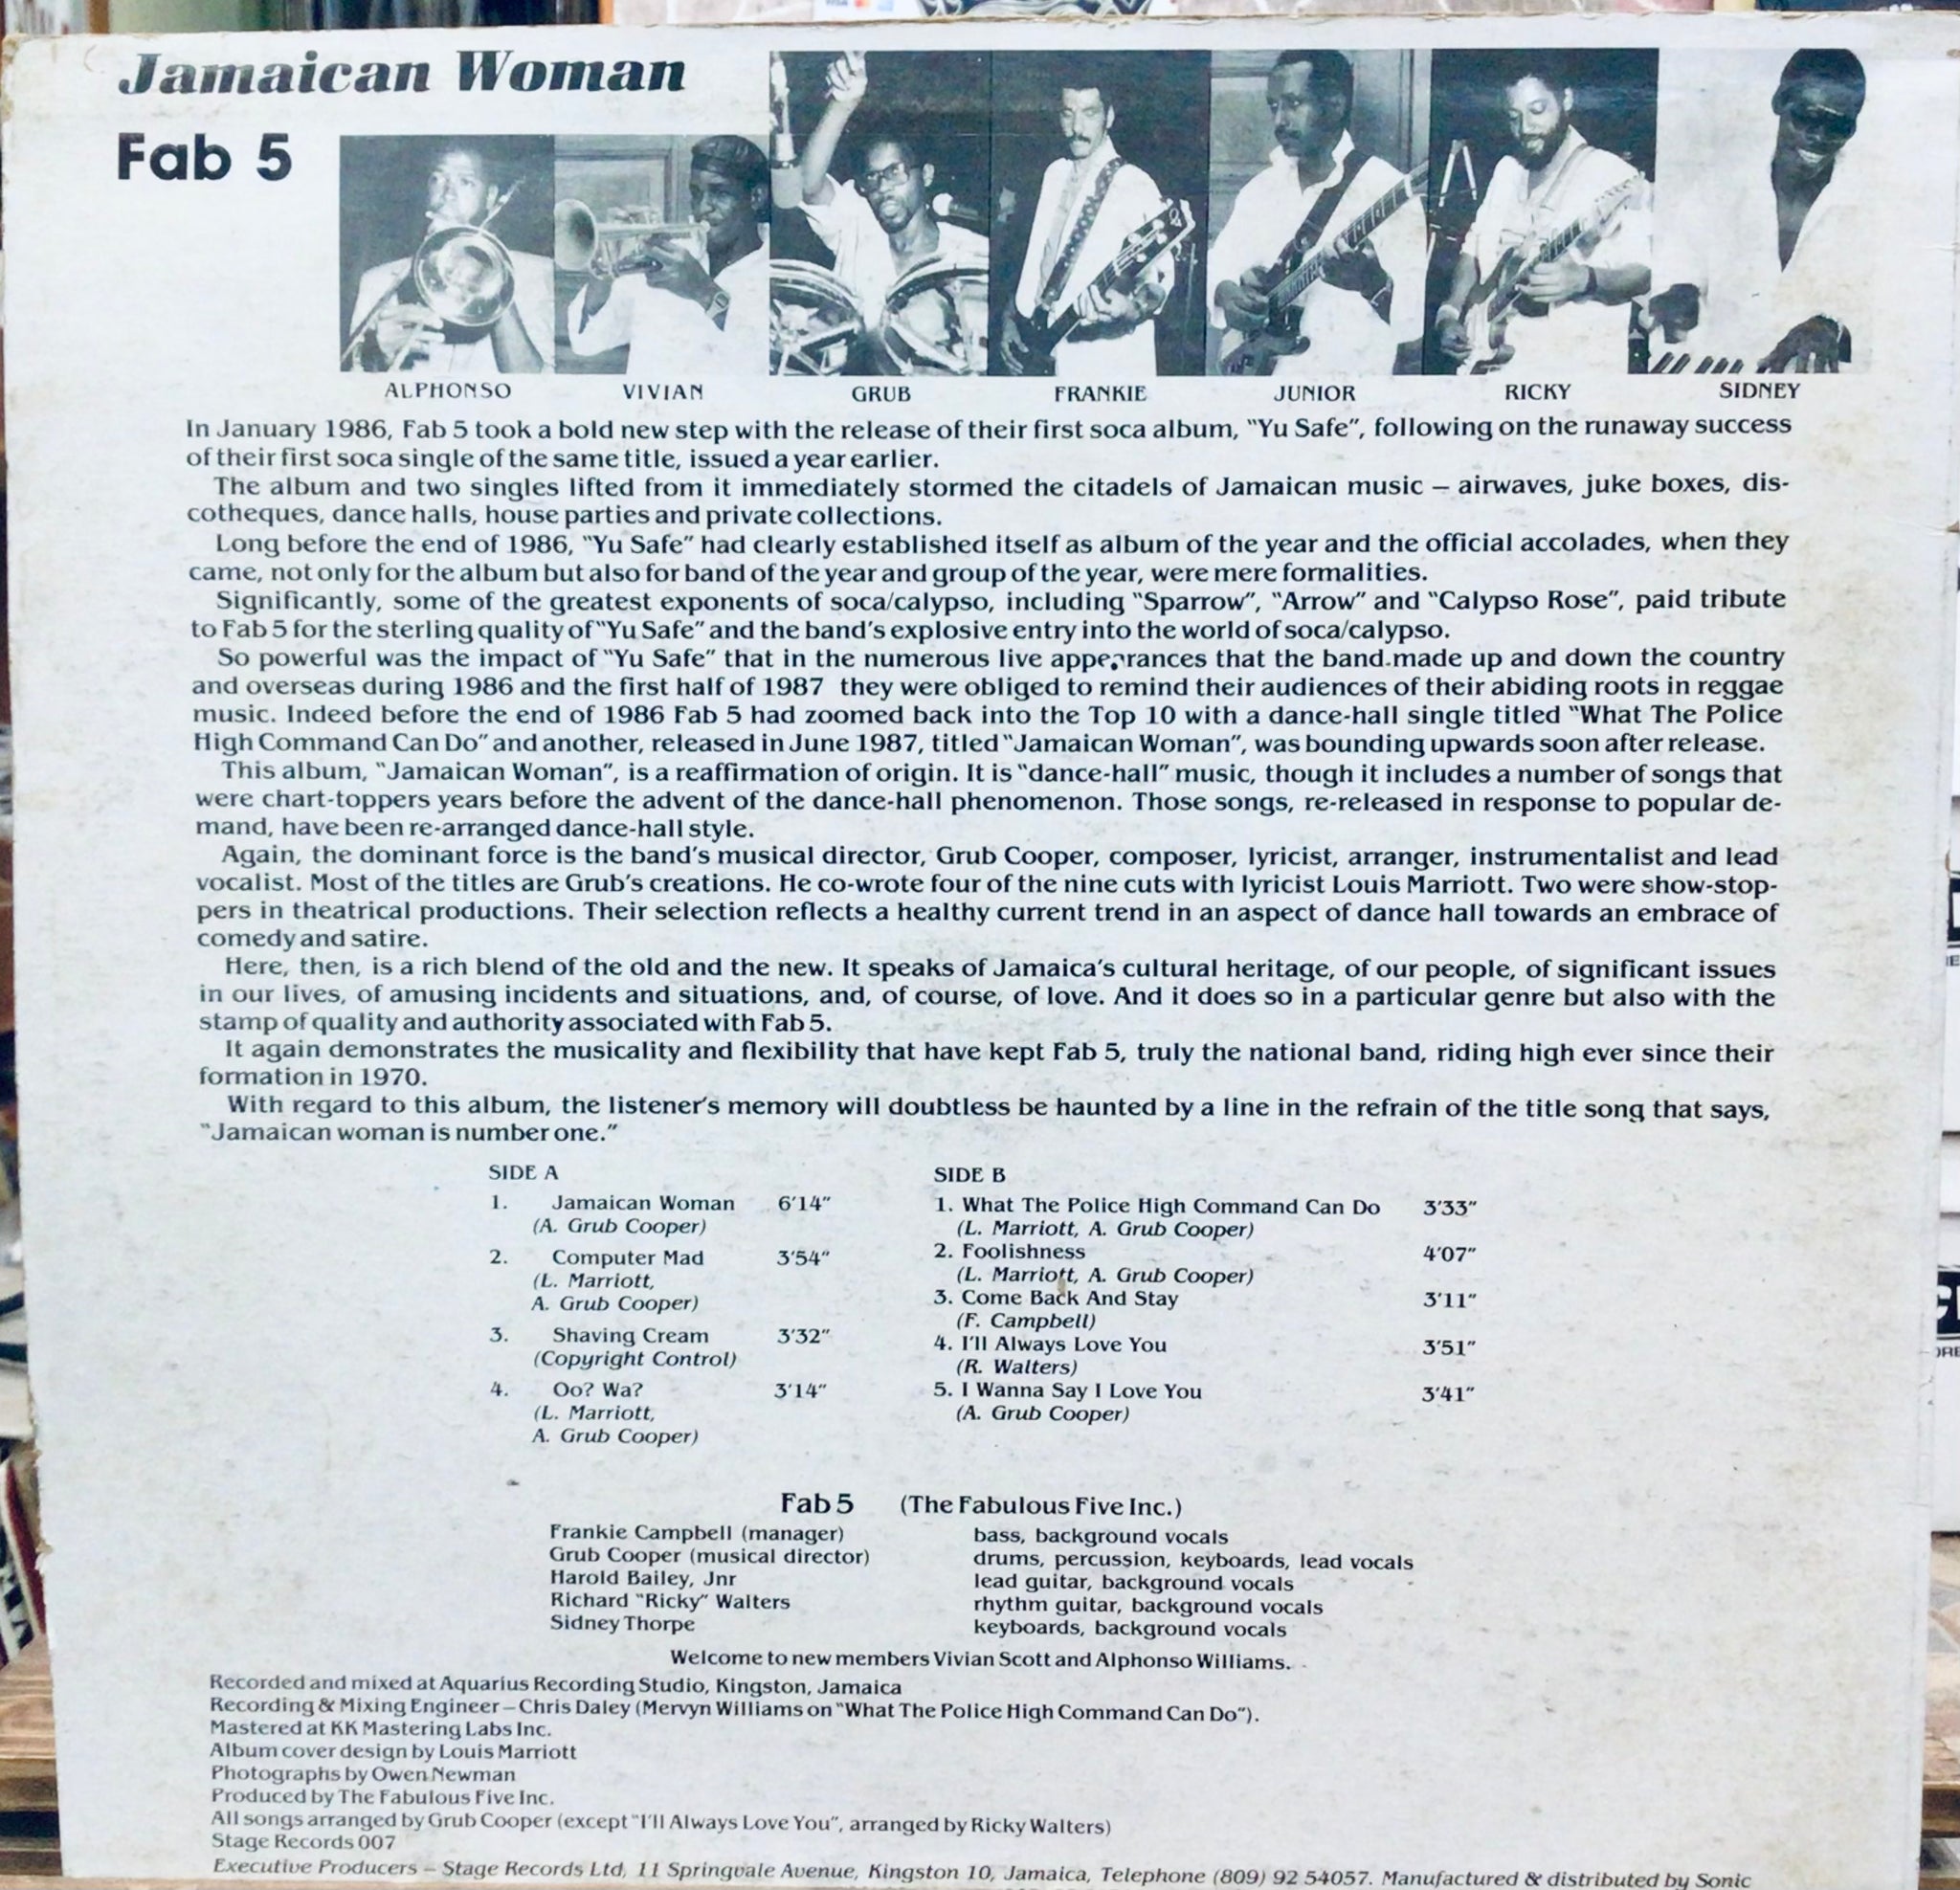 Jamaican Woman
Fab 5
ALPHONSO VIVIAN GRUB FRANKIE JUNIOR RICKY SIDNEY
In January 1986, Fab 5 took a bold new step with the release of their first soca album, "Yu Safe", following on the runaway success
of their first soca single of the same title, issued a year earlier.
The album and two singles lifted from it immediately stormed the citadels of Jamaican music – airwaves, juke boxes, dis-
cotheques, dance halls, house parties and private collections.
Long before the end of 1986, "Yu Safe" had clearly established itself as album of the year and the official accolades, when they
came, not only for the album but also for band of the year and group of the year, were mere formalities.
Significantly, some of the greatest exponents of soca/calypso, including "Sparrow", "Arrow" and "Calypso Rose", paid tribute
to Fab 5 for the sterling quality of "Yu Safe" and the band's explosive entry into the world of soca/calypso.
So powerful was the impact of "Yu Safe" that in the numerous live appearances that the band made up and down the country
and overseas during 1986 and the first half of 1987 they were obliged to remind their audiences of their abiding roots in reggae
music. Indeed before the end of 1986 Fab 5 had zoomed back into the Top 10 with a dance-hall single titled "What The Police
High Command Can Do" and another, released in June 1987, titled "Jamaican Woman", was bounding upwards soon after release.
This album, "Jamaican Woman", is a reaffirmation of origin. It is "dance-hall" music, though it includes a number of songs that
were chart-toppers years before the advent of the dance-hall phenomenon. Those songs, re-released in response to popular de-
mand, have been re-arranged dance-hall style.
Again, the dominant force is the band's musical director, Grub Cooper, composer, lyricist, arranger, instrumentalist and lead
vocalist. Most of the titles are Grub's creations. He co-wrote four of the nine cuts with lyricist Louis Marriott. Two were show-stop-
pers in theatrical productions. Their selection reflects a healthy current trend in an aspect of dance hall towards an embrace of
comedy and satire.
Here, then, is a rich blend of the old and the new. It speaks of Jamaica's cultural heritage, of our people, of significant issues
in our lives, of amusing incidents and situations, and, of course, of love. And it does so in a particular genre but also with the
stamp of quality and authority associated with Fab 5.
It again demonstrates the musicality and flexibility that have kept Fab 5, truly the national band, riding high ever since their
formation in 1970.
With regard to this album, the listener's memory will doubtless be haunted by a line in the refrain of the title song that says,
"Jamaican woman is number one."
SIDE A
1. Jamaican Woman 6'14"
(A. Grub Cooper)
2. Computer Mad 3'54"
(L. Marriott,
A. Grub Cooper)
3. Shaving Cream 3'32"
(Copyright Control)
4. Oo? Wa? 3'14"
(L. Marriott,
A. Grub Cooper)
SIDE B
1. What The Police High Command Can Do 3'33"
(L. Marriott, A. Grub Cooper)
2. Foolishness 4'07"
(L. Marriott, A. Grub Cooper)
3. Come Back And Stay 3'11"
(F. Campbell)
4. I'll Always Love You 3'51"
(R. Walters)
5. I Wanna Say I Love You 3'41"
(A. Grub Cooper)
Fab 5 (The Fabulous Five Inc.)
Frankie Campbell (manager) bass, background vocals
Grub Cooper (musical director) drums, percussion, keyboards, lead vocals
Harold Bailey, Jnr lead guitar, background vocals
Richard "Ricky" Walters rhythm guitar, background vocals
Sidney Thorpe keyboards, background vocals
Welcome to new members Vivian Scott and Alphonso Williams.
Recorded and mixed at Aquarius Recording Studio, Kingston, Jamaica
Recording & Mixing Engineer – Chris Daley (Mervyn Williams on "What The Police High Command Can Do").
Mastered at KK Mastering Labs Inc.
Album cover design by Louis Marriott
Photographs by Owen Newman
Produced by The Fabulous Five Inc.
All songs arranged by Grub Cooper (except "I'll Always Love You", arranged by Ricky Walters)
Stage Records 007
Executive Producers – Stage Records Ltd, 11 Springvale Avenue, Kingston 10, Jamaica, Telephone (809) 92 54057. Manufactured & distributed by Sonic